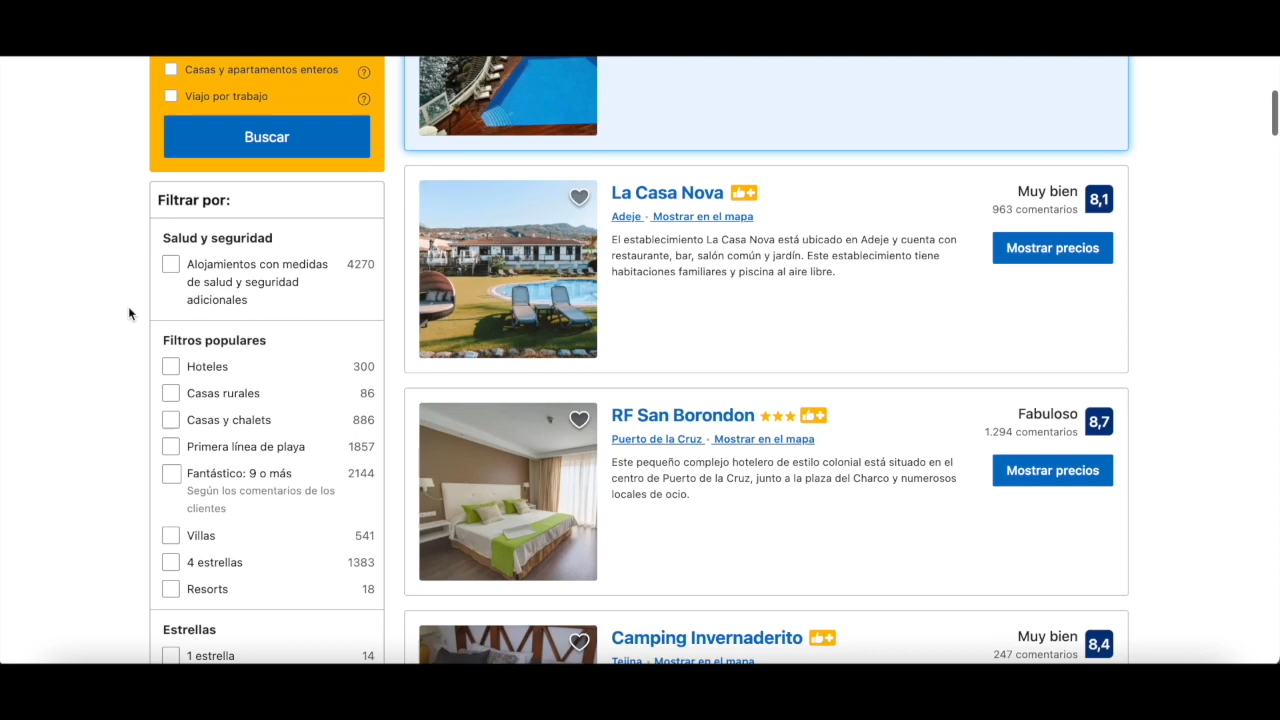 Casas y apartamentos enteros
Viajo por trabajo
Buscar
Filtrar por:
Salud y seguridad
Alojamientos con medidas 4270
de salud y seguridad
adicionales
Filtros populares
Hoteles 300
Casas rurales 86
Casas y chalets 886
Primera línea de playa 1857
Fantástico: 9 o más 2144
Según los comentarios de los
clientes
Villas 541
4 estrellas 1383
Resorts 18
Estrellas
1 estrella 14
La Casa Nova
Adeje - Mostrar en el mapa
El establecimiento La Casa Nova está ubicado en Adeje y cuenta con
restaurante, bar, salón común y jardín. Este establecimiento tiene
habitaciones familiares y piscina al aire libre.
Muy bien 8,1
963 comentarios
Mostrar precios
RF San Borondon
Puerto de la Cruz - Mostrar en el mapa
Este pequeño complejo hotelero de estilo colonial está situado en el
centro de Puerto de la Cruz, junto a la plaza del Charco y numerosos
locales de ocio.
Fabuloso 8,7
1.294 comentarios
Mostrar precios
Camping Invernaderito
Tejina - Mostrar en el mapa
Muy bien 8,4
247 comentarios